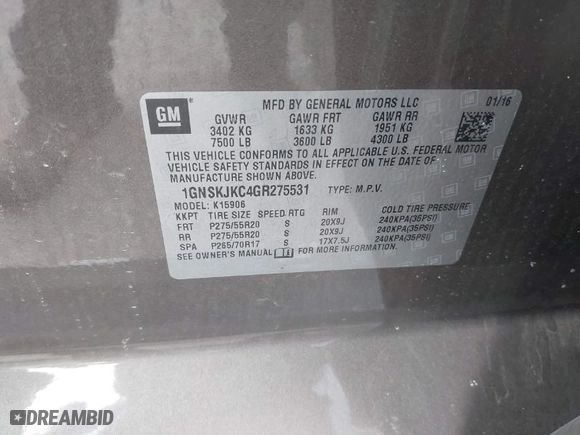 GM
MFD BY GENERAL MOTORS LLC 01/16
GVWR GAWR FRT GAWR RR
3402 KG 1633 KG 1951 KG
7500 LB 3600 LB 4300 LB
THIS VEHICLE CONFORMS TO ALL APPLICABLE U.S. FEDERAL MOTOR
VEHICLE SAFETY STANDARDS IN EFFECT ON THE DATE OF
MANUFACTURE SHOWN ABOVE.
1GNSKJKC4GR275531 TYPE: M.P.V.
MODEL: K15906
KKPT TIRE SIZE SPEED RTG RIM COLD TIRE PRESSURE
FRT P275/55R20 S 20X9J 240KPA(35PSI)
RR P275/55R20 S 20X9J 240KPA(35PSI)
SPA P265/70R17 S 17X7.5J 240KPA(35PSI)
SEE OWNER'S MANUAL FOR MORE INFORMATION.
DREAMBID